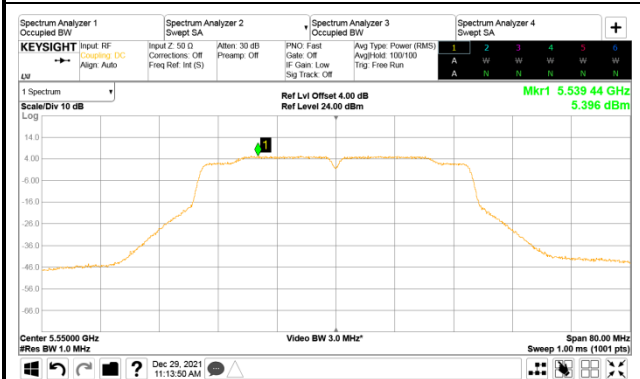 Spectrum Analyzer 1
Occupied BW
Spectrum Analyzer 2
Swept SA
Spectrum Analyzer 3
Occupied BW
Spectrum Analyzer 4
Swept SA
KEYSIGHT
LXI
Input: RF
Coupling: DC
Align: Auto
Input Z: 50 Ω
Corrections: Off
Freq Ref: Int (S)
Atten: 30 dB
Preamp: Off
PNO: Fast
Gate: Off
IF Gain: Low
Sig Track: Off
Avg Type: Power (RMS)
Avg|Hold: 100/100
Trig: Free Run
1 2 3 4 5 6
A W W W W W
A N N N N N
1 Spectrum
Scale/Div 10 dB
Log
Ref Lvl Offset 4.00 dB
Ref Level 24.00 dBm
Mkr1 5.539 44 GHz
5.396 dBm
1
14.0
4.00
-6.00
-16.0
-26.0
-36.0
-46.0
-56.0
-66.0
Center 5.55000 GHz
#Res BW 1.0 MHz
Video BW 3.0 MHz*
Span 80.00 MHz
Sweep 1.00 ms (1001 pts)
?
Dec 29, 2021
11:13:50 AM